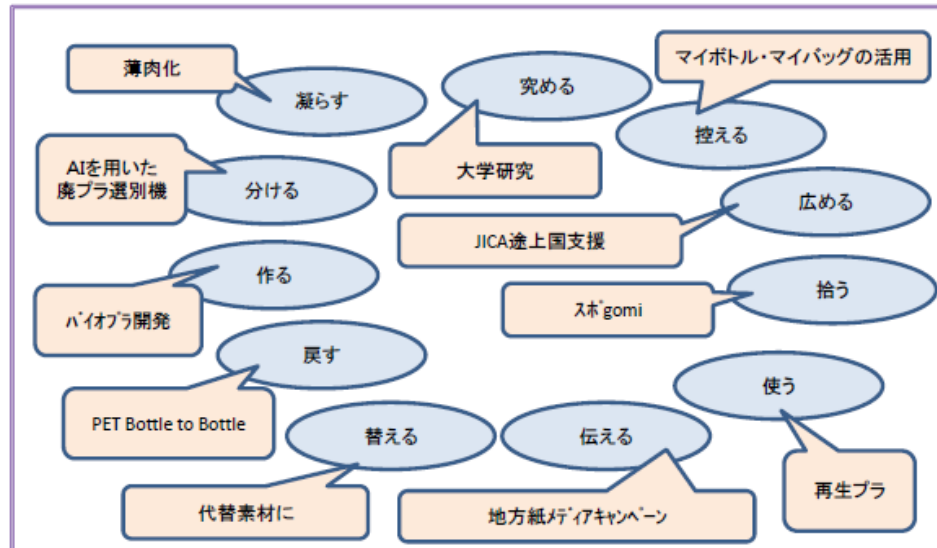 薄肉化
凝らす
究める
マイボトル・マイバッグの活用
控える
AIを用いた
廃プラ選別機
分ける
大学研究
広める
JICA途上国支援
作る
拾う
ﾊﾞｲｵﾌﾟﾗ開発
ｽﾎﾟgomi
戻す
使う
PET Bottle to Bottle
替える
伝える
再生プラ
代替素材に
地方紙ﾒﾃﾞｨｱｷｬﾝﾍﾟｰﾝ